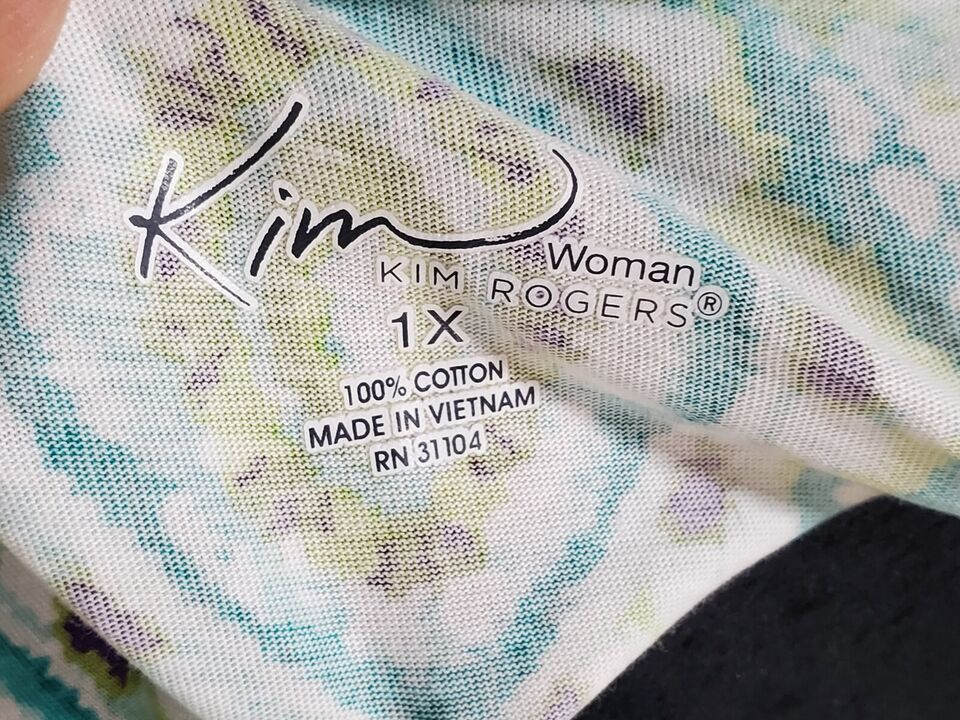 Kim
Woman
KIM ROGERS®
1X
100% COTTON
MADE IN VIETNAM
RN 31104